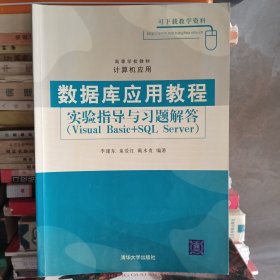 可下载教学资料
高等学校教材
计算机应用
数据库应用教程
实验指导与习题解答
(Visual Basic+SQL Server)
编著
清华大学出版社